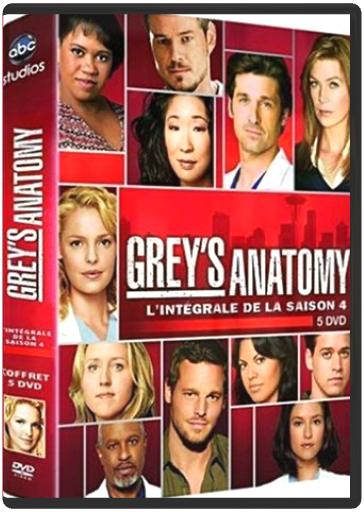 abc
studios
GREY'S ANATOMY
L'INTÉGRALE
DE LA
SAISON 4
COFFRET
5 DVD
DVD
VIDEO
GREY'S ANATOMY
L'INTÉGRALE DE LA SAISON 4
5 DVD